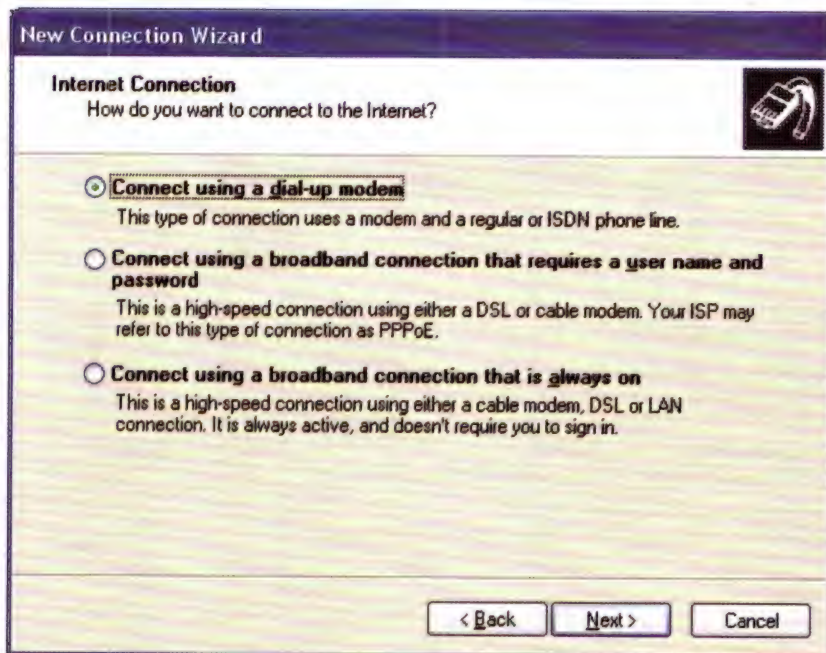 New Connection Wizard
Internet Connection
How do you want to connect to the Internet?
Connect using a dial-up modem
This type of connection uses a modem and a regular or ISDN phone line.
Connect using a broadband connection that requires a user name and
password
This is a high-speed connection using either a DSL or cable modem. Your ISP may
refer to this type of connection as PPPoE.
Connect using a broadband connection that is always on
This is a high-speed connection using either a cable modem, DSL or LAN
connection. It is always active, and doesn't require you to sign in.
< Back Next > Cancel